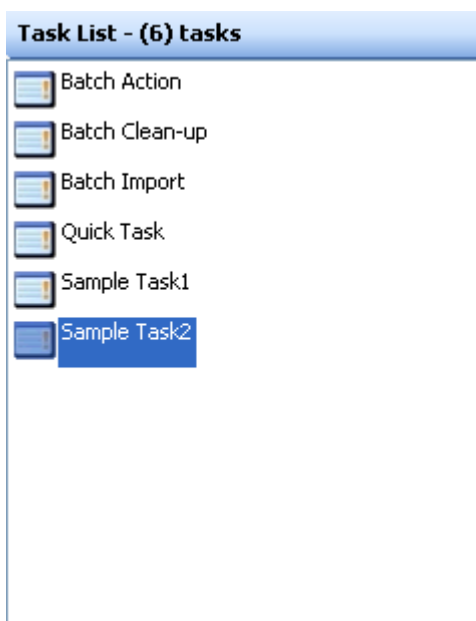 Task List - (6) tasks
Batch Action
Batch Clean-up
Batch Import
Quick Task
Sample Task1
Sample Task2